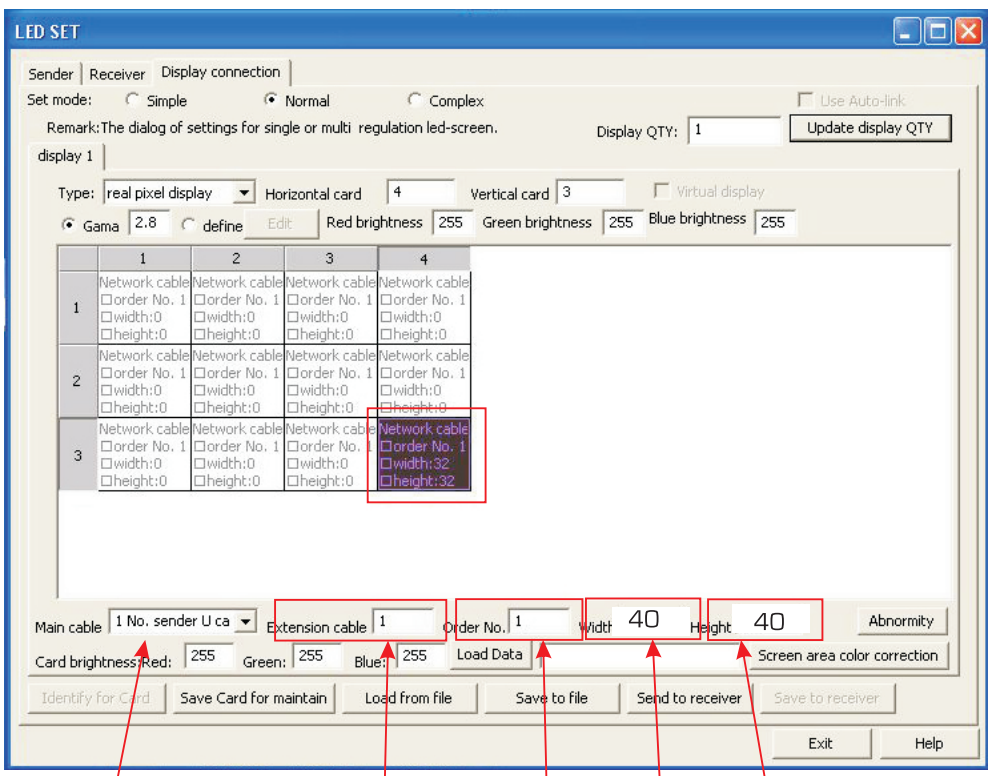 LED SET
Sender Receiver Display connection
Set mode: Simple Normal Complex Use Auto-link
Remark:The dialog of settings for single or multi regulation led-screen. Display QTY: 1 Update display QTY
display 1
Type: real pixel display Horizontal card 4 Vertical card 3 Virtual display
Gama 2.8 define Edit Red brightness 255 Green brightness 255 Blue brightness 255
1 2 3 4
Network cable Network cable Network cable Network cable
order No. 1 order No. 1 order No. 1 order No. 1
1
width:0 width:0 width:0 width:0
height:0 height:0 height:0 height:0
Network cable Network cable Network cable Network cable
order No. 1 order No. 1 order No. 1 order No. 1
2
width:0 width:0 width:0 width:0
height:0 height:0 height:0 height:0
Network cable Network cable Network cable Network cable
order No. 1 order No. 1 order No. 1 order No. 1
3
width:0 width:0 width:0 width:32
height:0 height:0 height:0 height:32
Main cable 1 No. sender U ca Extension cable 1 Order No. 1 Width 40 Height 40 Abnormity
Card brightness:Red: 255 Green: 255 Blue: 255 Load Data Screen area color correction
Identify for Card Save Card for maintain Load from file Save to file Send to receiver Save to receiver
Exit Help